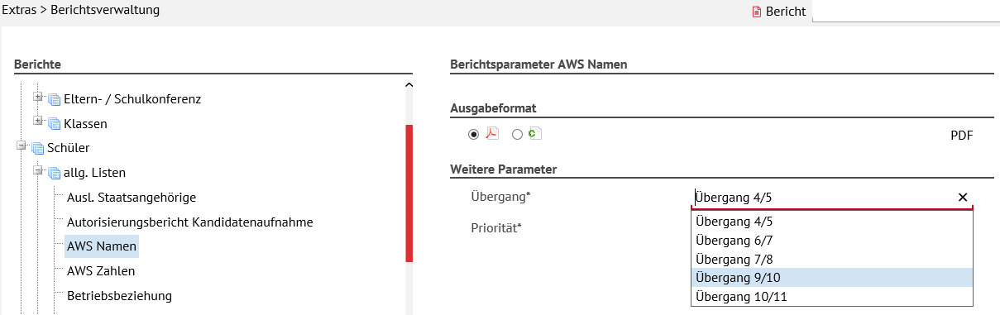 Extras > Berichtsverwaltung
Bericht
Berichte
Eltern- / Schulkonferenz
Klassen
Schüler
allg. Listen
Ausl. Staatsangehörige
Autorisierungsbericht Kandidatenaufnahme
AWS Namen
AWS Zahlen
Betriebsbeziehung
Berichtsparameter AWS Namen
Ausgabeformat
PDF
Weitere Parameter
Übergang* Übergang 4/5
Priorität*
Übergang 4/5
Übergang 6/7
Übergang 7/8
Übergang 9/10
Übergang 10/11